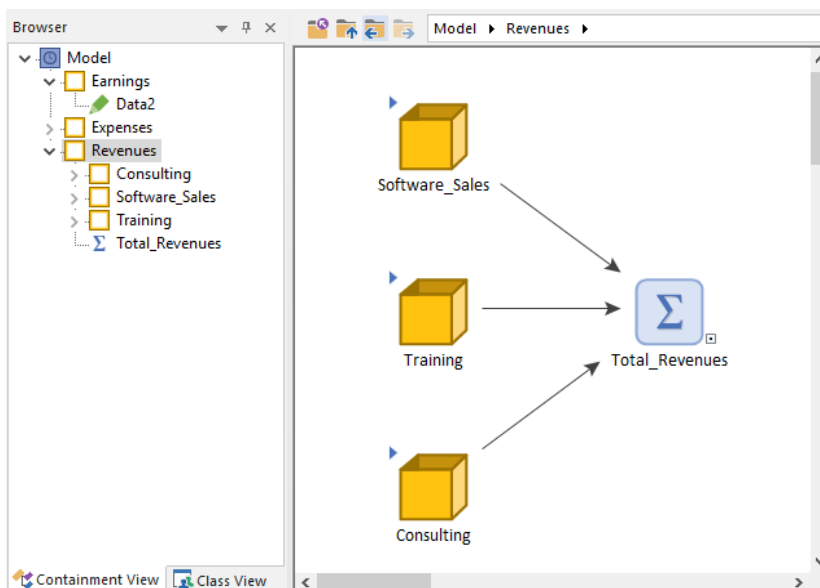 Browser
Model
Earnings
Data2
Expenses
Revenues
Consulting
Software_Sales
Training
Σ Total_Revenues
Containment View
Class View
Model Revenues
Software_Sales
Training
Σ
Total_Revenues
Consulting